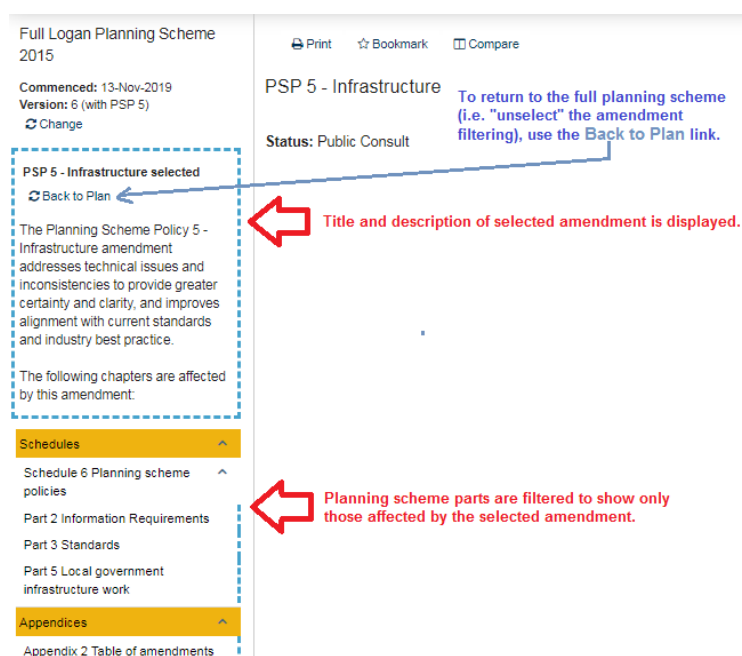 Full Logan Planning Scheme
2015
Commenced: 13-Nov-2019
Version: 6 (with PSP 5)
Change
PSP 5 - Infrastructure selected
Back to Plan
The Planning Scheme Policy 5 -
Infrastructure amendment
addresses technical issues and
inconsistencies to provide greater
certainty and clarity, and improves
alignment with current standards
and industry best practice.
The following chapters are affected
by this amendment:
Schedules
Schedule 6 Planning scheme
policies
Part 2 Information Requirements
Part 3 Standards
Part 5 Local government
infrastructure work
Appendices
Appendix 2 Table of amendments
Print Bookmark Compare
PSP 5 - Infrastructure
Status: Public Consult
To return to the full planning scheme
(i.e. "unselect" the amendment
filtering), use the Back to Plan link.
Title and description of selected amendment is displayed.
Planning scheme parts are filtered to show only
those affected by the selected amendment.